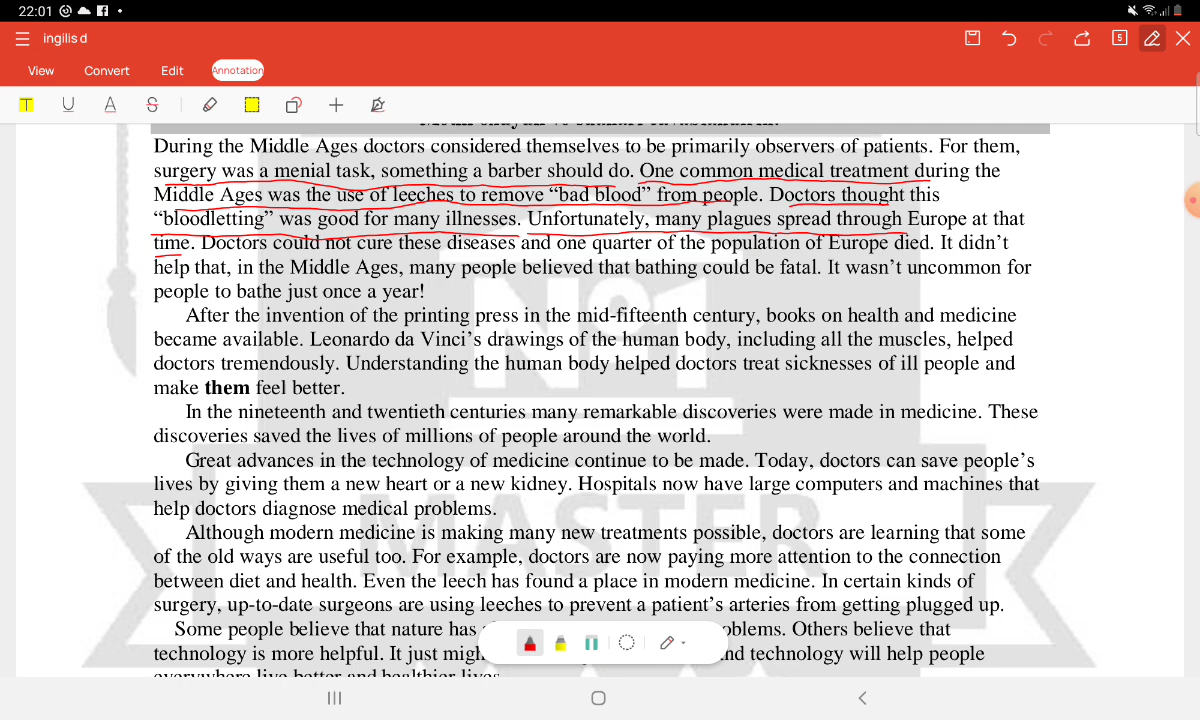 22:01
ingilis d
5
View Convert Edit Annotation
T U A S
During the Middle Ages doctors considered themselves to be primarily observers of patients. For them,
surgery was a menial task, something a barber should do. One common medical treatment during the
Middle Ages was the use of leeches to remove “bad blood” from people. Doctors thought this
“bloodletting” was good for many illnesses. Unfortunately, many plagues spread through Europe at that
time. Doctors could not cure these diseases and one quarter of the population of Europe died. It didn’t
help that, in the Middle Ages, many people believed that bathing could be fatal. It wasn’t uncommon for
people to bathe just once a year!
After the invention of the printing press in the mid-fifteenth century, books on health and medicine
became available. Leonardo da Vinci’s drawings of the human body, including all the muscles, helped
doctors tremendously. Understanding the human body helped doctors treat sicknesses of ill people and
make them feel better.
In the nineteenth and twentieth centuries many remarkable discoveries were made in medicine. These
discoveries saved the lives of millions of people around the world.
Great advances in the technology of medicine continue to be made. Today, doctors can save people’s
lives by giving them a new heart or a new kidney. Hospitals now have large computers and machines that
help doctors diagnose medical problems.
Although modern medicine is making many new treatments possible, doctors are learning that some
of the old ways are useful too. For example, doctors are now paying more attention to the connection
between diet and health. Even the leech has found a place in modern medicine. In certain kinds of
surgery, up-to-date surgeons are using leeches to prevent a patient’s arteries from getting plugged up.
Some people believe that nature has oblems. Others believe that
technology is more helpful. It just migh nd technology will help people
everywhere live better and healthier lives.
Nº1
MASTER